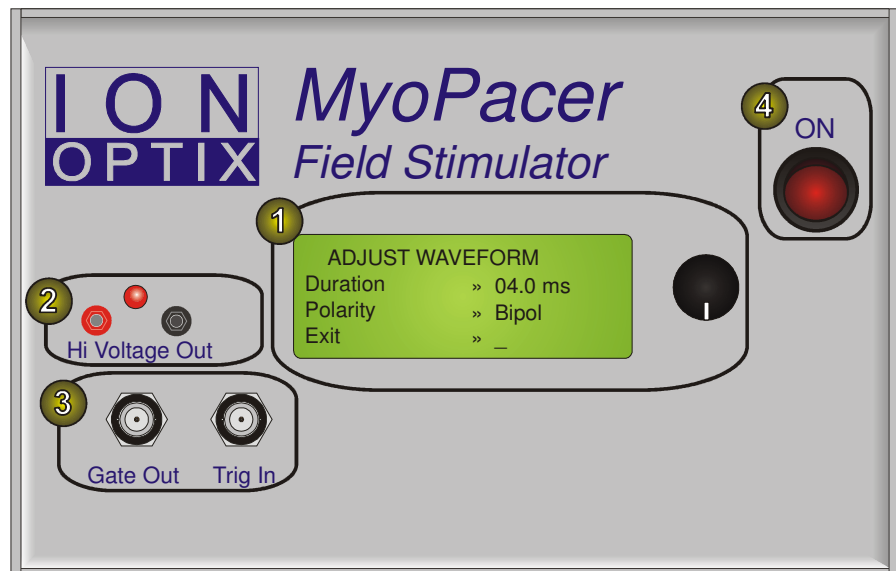 ION
OPTIX
MyoPacer
Field Stimulator
4
ON
1
ADJUST WAVEFORM
Duration » 04.0 ms
Polarity » Bipol
Exit » _
2
Hi Voltage Out
3
Gate Out Trig In